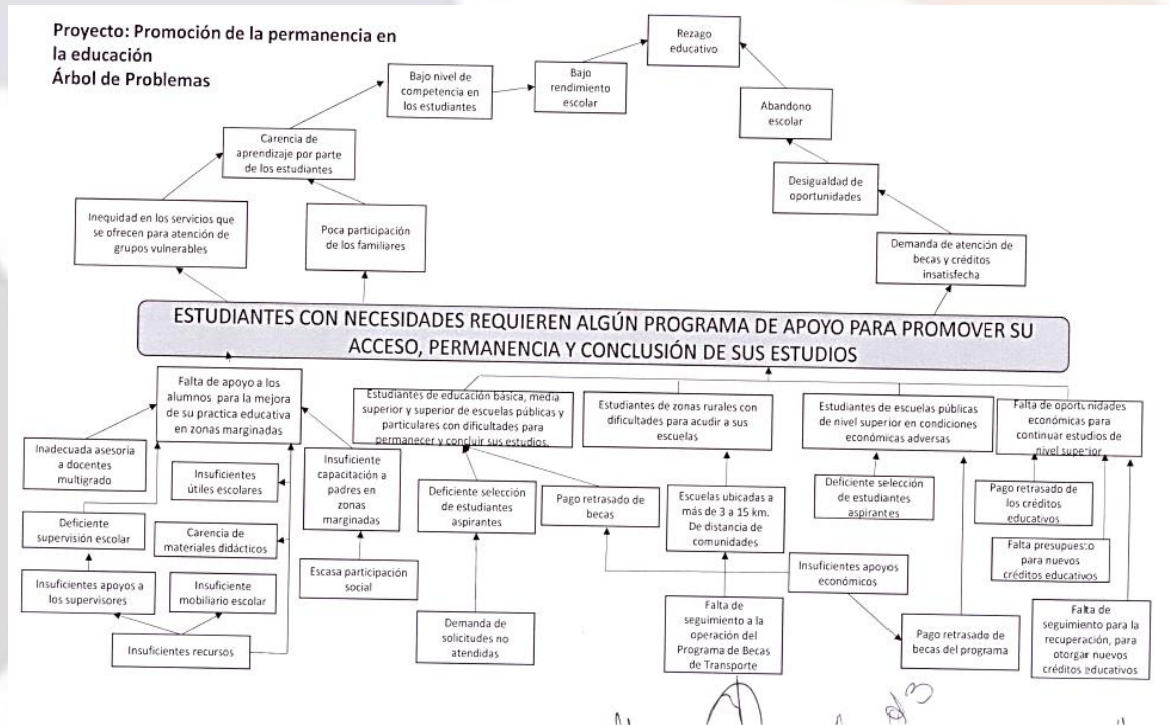 Proyecto: Promoción de la permanencia en
la educación
Árbol de Problemas
Rezago
educativo
Bajo nivel de
competencia en
los estudiantes
Bajo
rendimiento
escolar
Abandono
escolar
Carencia de
aprendizaje por parte
de los estudiantes
Desigualdad de
oportunidades
Inequidad en los servicios que
se ofrecen para atención de
grupos vulnerables
Poca participación
de los familiares
Demanda de atención de
becas y créditos
insatisfecha
ESTUDIANTES CON NECESIDADES REQUIEREN ALGÚN PROGRAMA DE APOYO PARA PROMOVER SU
ACCESO, PERMANENCIA Y CONCLUSIÓN DE SUS ESTUDIOS
Falta de apoyo a los
alumnos para la mejora
de su practica educativa
en zonas marginadas
Estudiantes de educación básica, media
superior y superior de escuelas públicas y
particulares con dificultades para
permanecer y concluir sus estudios.
Estudiantes de zonas rurales con
dificultades para acudir a sus
escuelas
Estudiantes de escuelas públicas
de nivel superior en condiciones
económicas adversas
Falta de oportunidades
económicas para
continuar estudios de
nivel superior
Inadecuada asesoria
a docentes
multigrado
Insuficientes
útiles escolares
Insuficiente
capacitación a
padres en
zonas
marginadas
Deficiente selección
de estudiantes
aspirantes
Pago retrasado de
becas
Escuelas ubicadas a
más de 3 a 15 km.
De distancia de
comunidades
Deficiente selección
de estudiantes
aspirantes
Pago retrasado de
los créditos
educativos
Deficiente
supervisión escolar
Carencia de
materiales didácticos
Falta presupuesto
para nuevos
créditos educativos
Insuficientes apoyos a
los supervisores
Insuficiente
mobiliario escolar
Escasa participación
social
Insuficientes apoyos
económicos
Insuficientes recursos
Demanda de
solicitudes no
atendidas
Falta de
seguimiento a la
operación del
Programa de Becas
de Transporte
Pago retrasado de
becas del programa
Falta de
seguimiento para la
recuperación, para
otorgar nuevos
créditos educativos